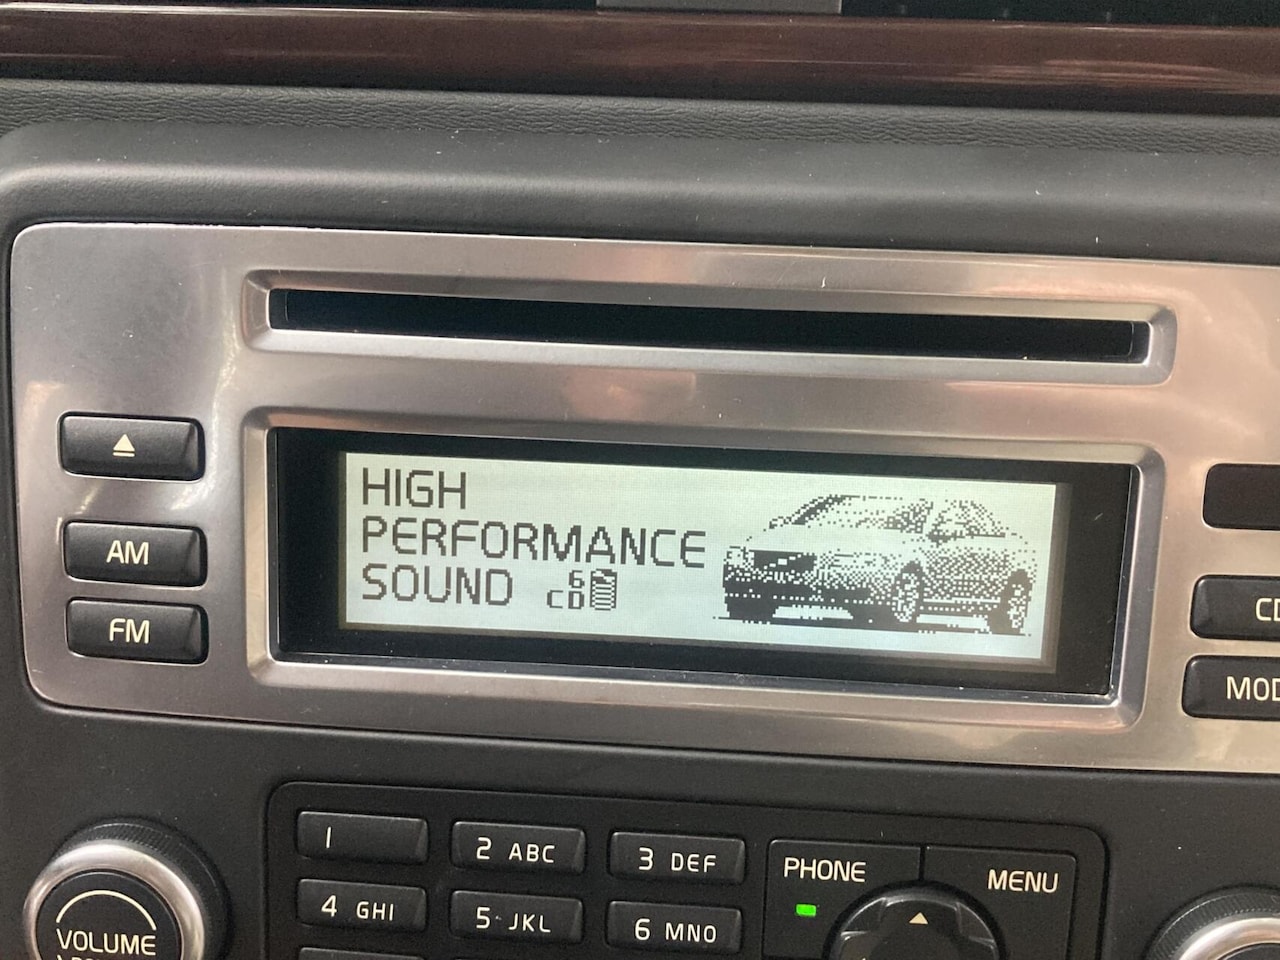 HIGH
PERFORMANCE
SOUND 6 CD
AM
FM
1
2 ABC
3 DEF
4 GHI
5 JKL
6 MNO
PHONE
MENU
VOLUME